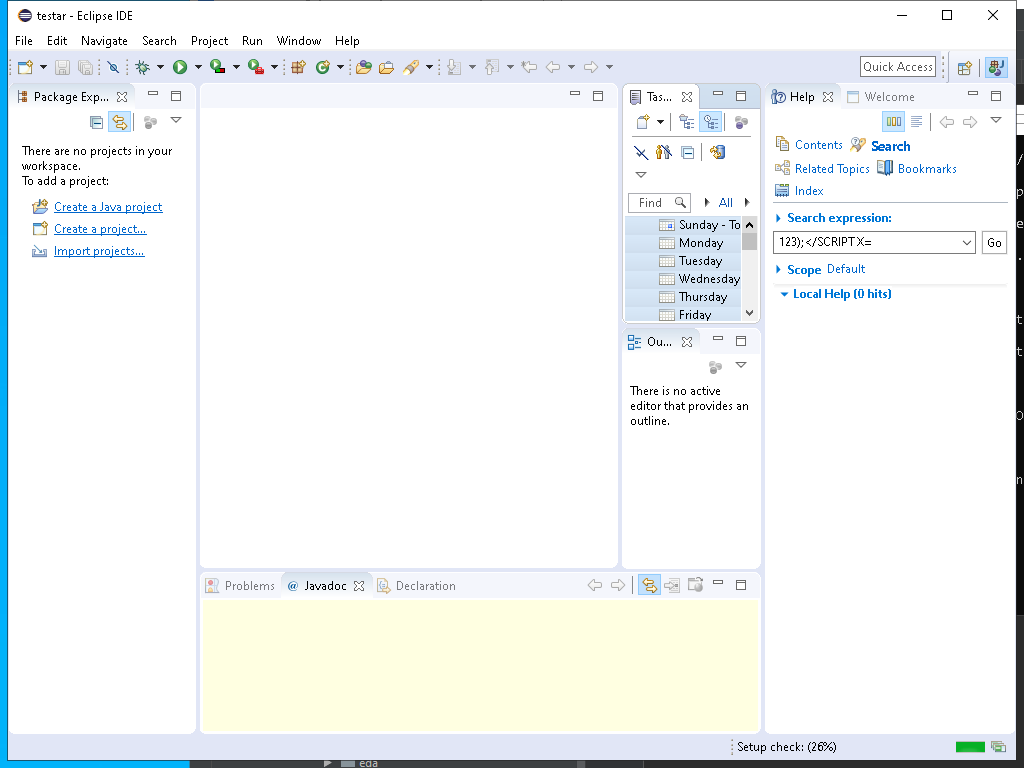 testar - Eclipse IDE
File Edit Navigate Search Project Run Window Help
Quick Access
Package Exp...
There are no projects in your
workspace.
To add a project:
Create a Java project
Create a project...
Import projects...
Tas...
Find
All
Sunday - To
Monday
Tuesday
Wednesday
Thursday
Friday
Ou...
There is no active
editor that provides an
outline.
Help Welcome
Contents Search
Related Topics Bookmarks
Index
Search expression:
123);</SCRIPTX=
Go
Scope Default
Local Help (0 hits)
Problems @ Javadoc Declaration
Setup check: (26%)
eda